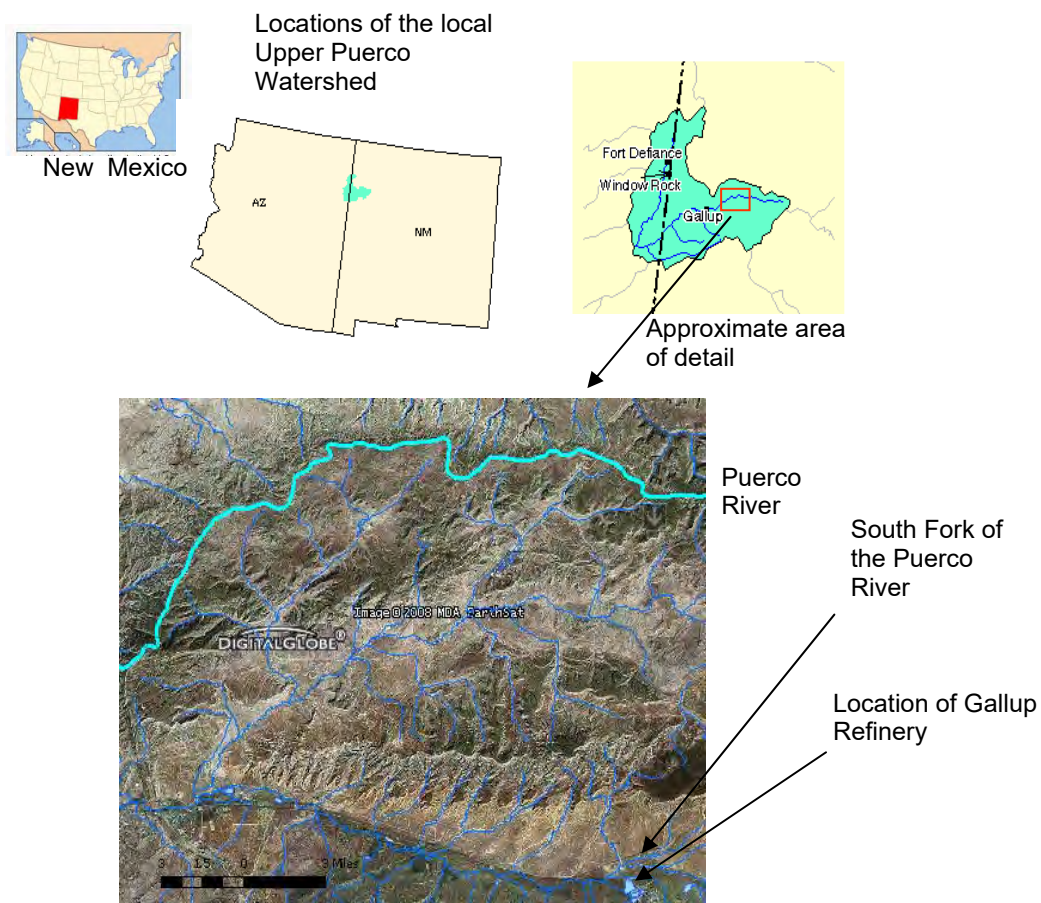 Locations of the local
Upper Puerco
Watershed
New Mexico
AZ
NM
Fort Defiance
Window Rock
Gallup
Approximate area
of detail
Puerco
River
South Fork of
the Puerco
River
Image © 2008 MDA EarthSat
DIGITALGLOBE®
Location of Gallup
Refinery
3 1.5 0 3 Miles